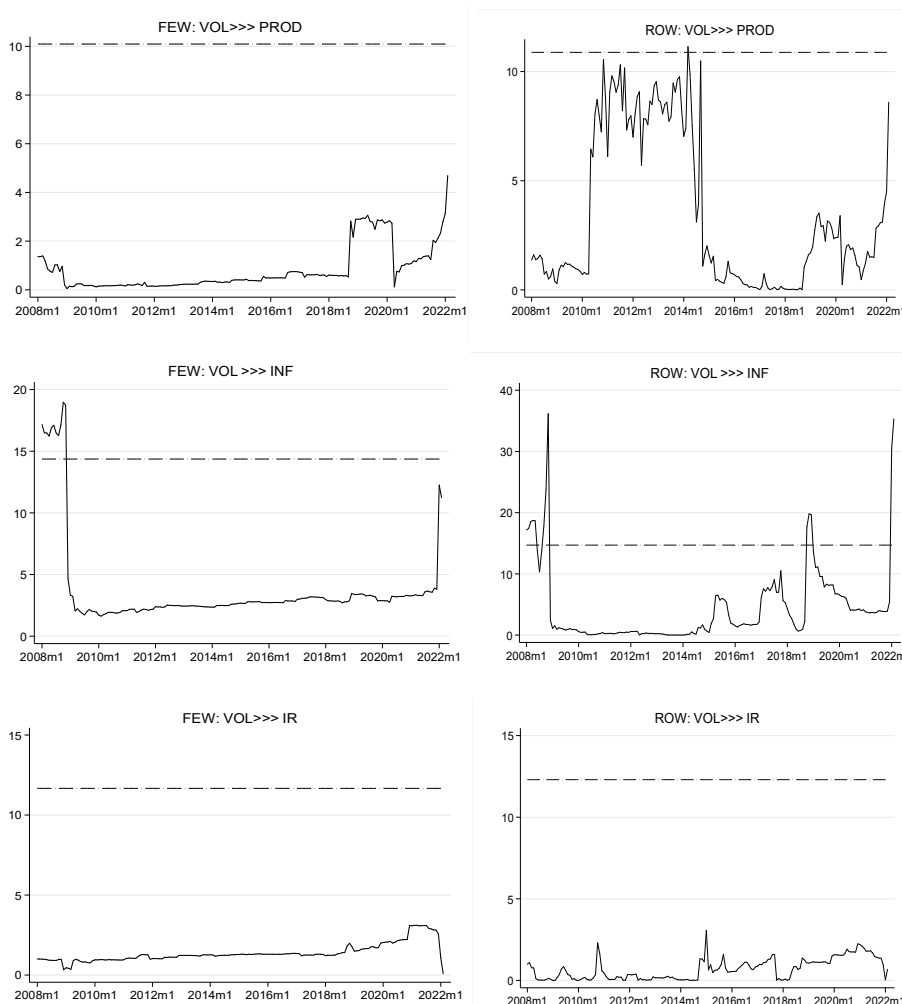 FEW: VOL>>> PROD
10
8
6
4
2
0
2008m1 2010m1 2012m1 2014m1 2016m1 2018m1 2020m1 2022m1
ROW: VOL>>> PROD
10
5
0
2008m1 2010m1 2012m1 2014m1 2016m1 2018m1 2020m1 2022m1
FEW: VOL >>> INF
20
15
10
5
0
2008m1 2010m1 2012m1 2014m1 2016m1 2018m1 2020m1 2022m1
ROW: VOL >>> INF
40
30
20
10
0
2008m1 2010m1 2012m1 2014m1 2016m1 2018m1 2020m1 2022m
FEW: VOL>>> IR
15
10
5
0
2008m1 2010m1 2012m1 2014m1 2016m1 2018m1 2020m1 2022m1
ROW: VOL>>> IR
15
10
5
0
2008m1 2010m1 2012m1 2014m1 2016m1 2018m1 2020m1 2022m